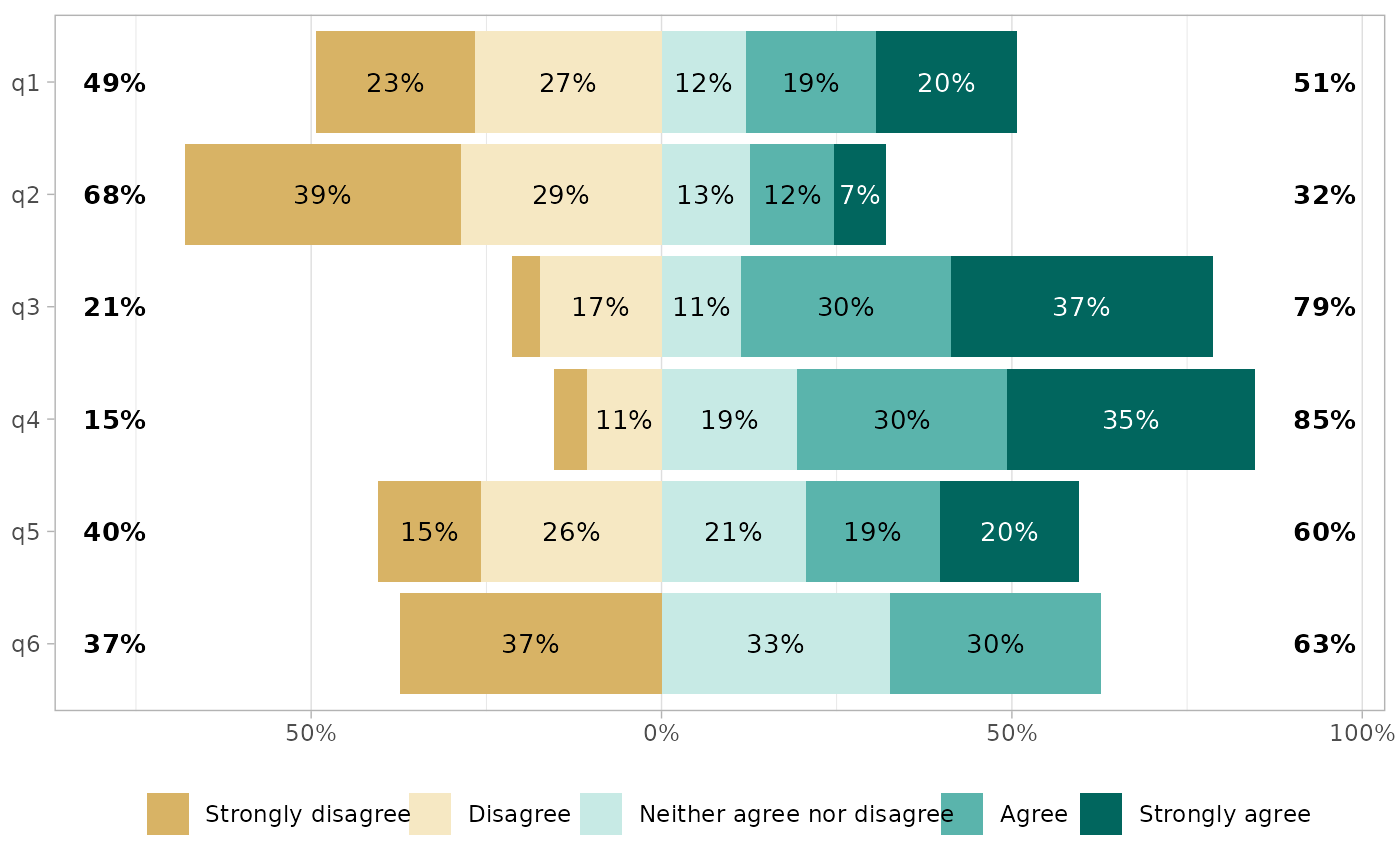 q1 49% 23% 27% 12% 19% 20% 51%
q2 68% 39% 29% 13% 12% 7% 32%
q3 21% 17% 11% 30% 37% 79%
q4 15% 11% 19% 30% 35% 85%
q5 40% 15% 26% 21% 19% 20% 60%
q6 37% 37% 33% 30% 63%
50% 0% 50% 100%
Strongly disagree Disagree Neither agree nor disagree Agree Strongly agree